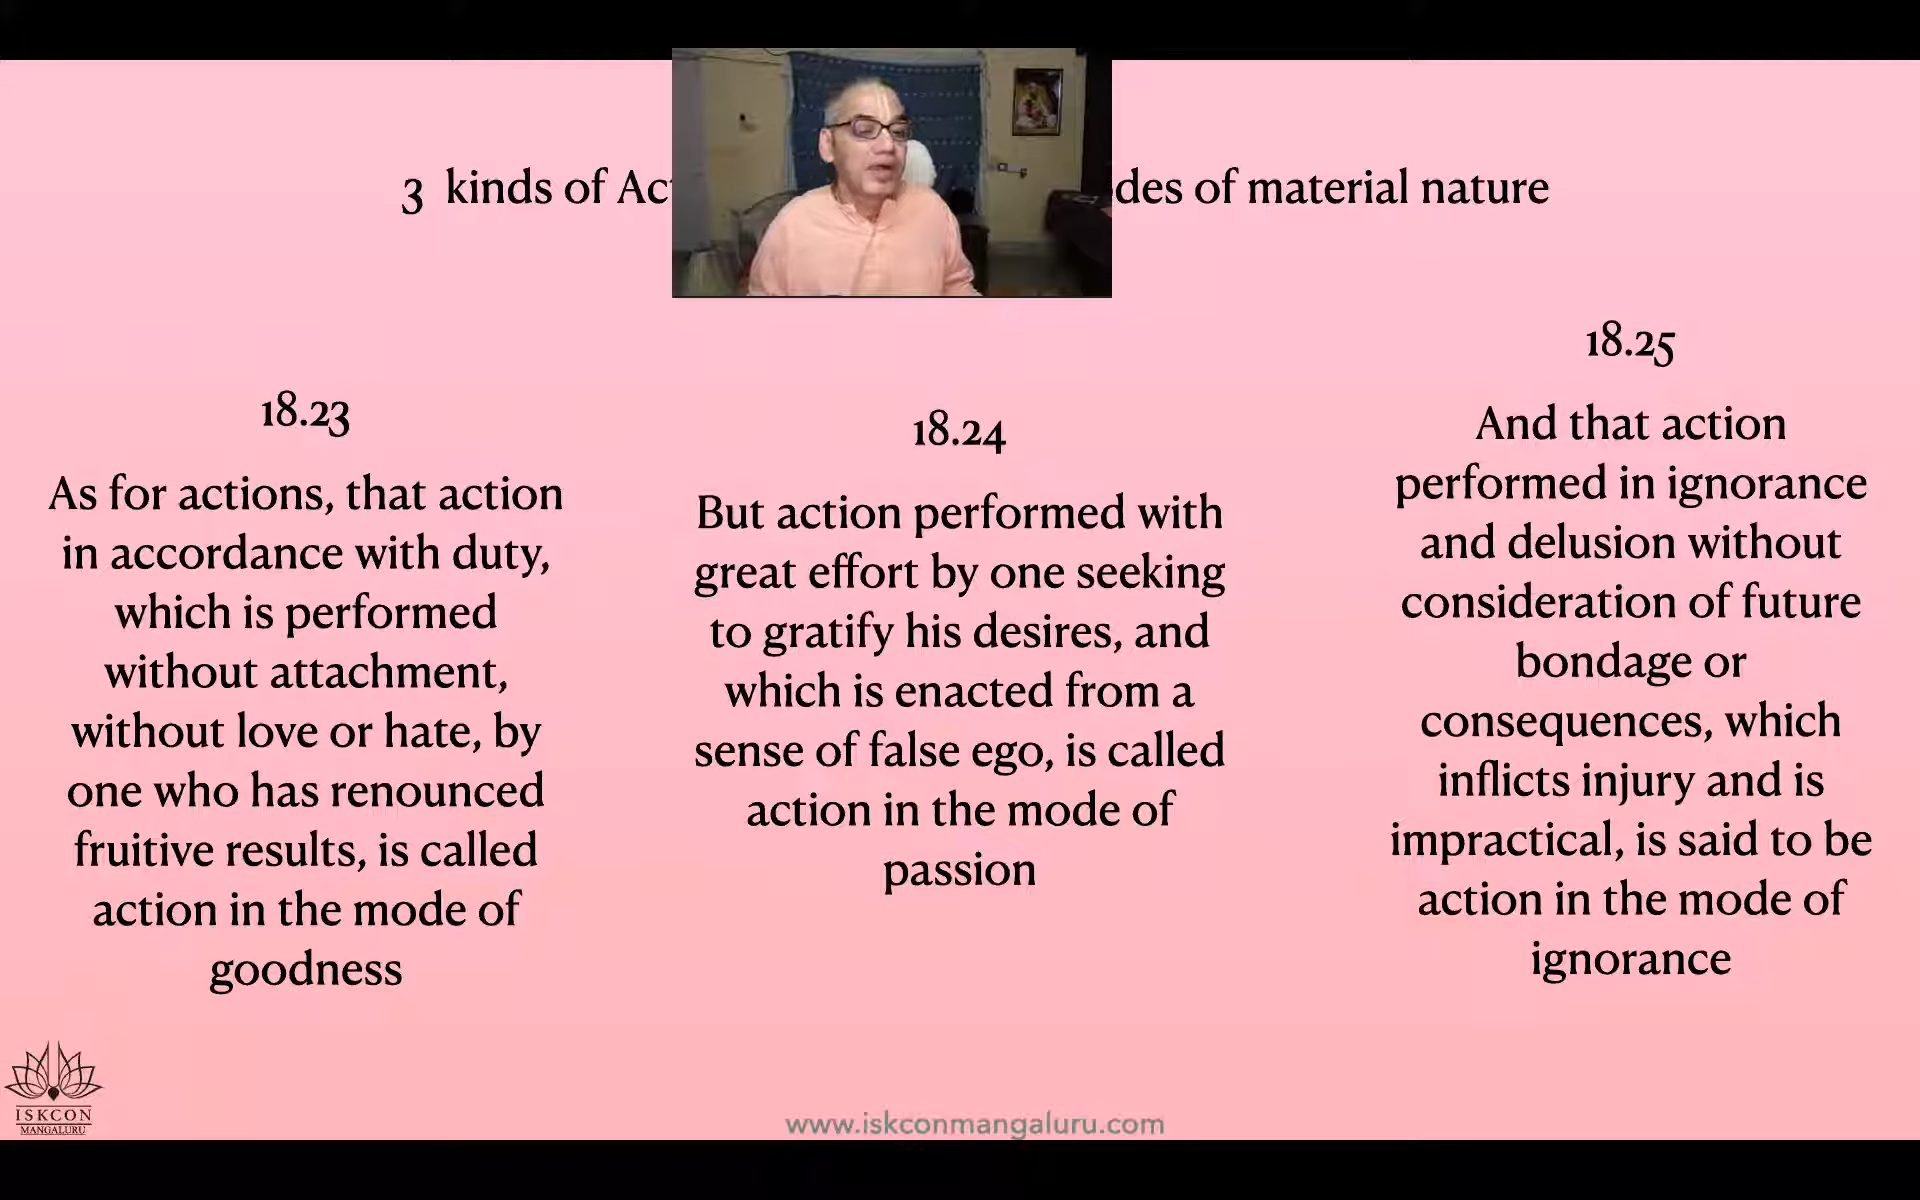 3 kinds of Ac
des of material nature
18.23
As for actions, that action
in accordance with duty,
which is performed
without attachment,
without love or hate, by
one who has renounced
fruitive results, is called
action in the mode of
goodness
18.24
But action performed with
great effort by one seeking
to gratify his desires, and
which is enacted from a
sense of false ego, is called
action in the mode of
passion
18.25
And that action
performed in ignorance
and delusion without
consideration of future
bondage or
consequences, which
inflicts injury and is
impractical, is said to be
action in the mode of
ignorance
ISKCON
MANGALURU
www.iskconmangaluru.com